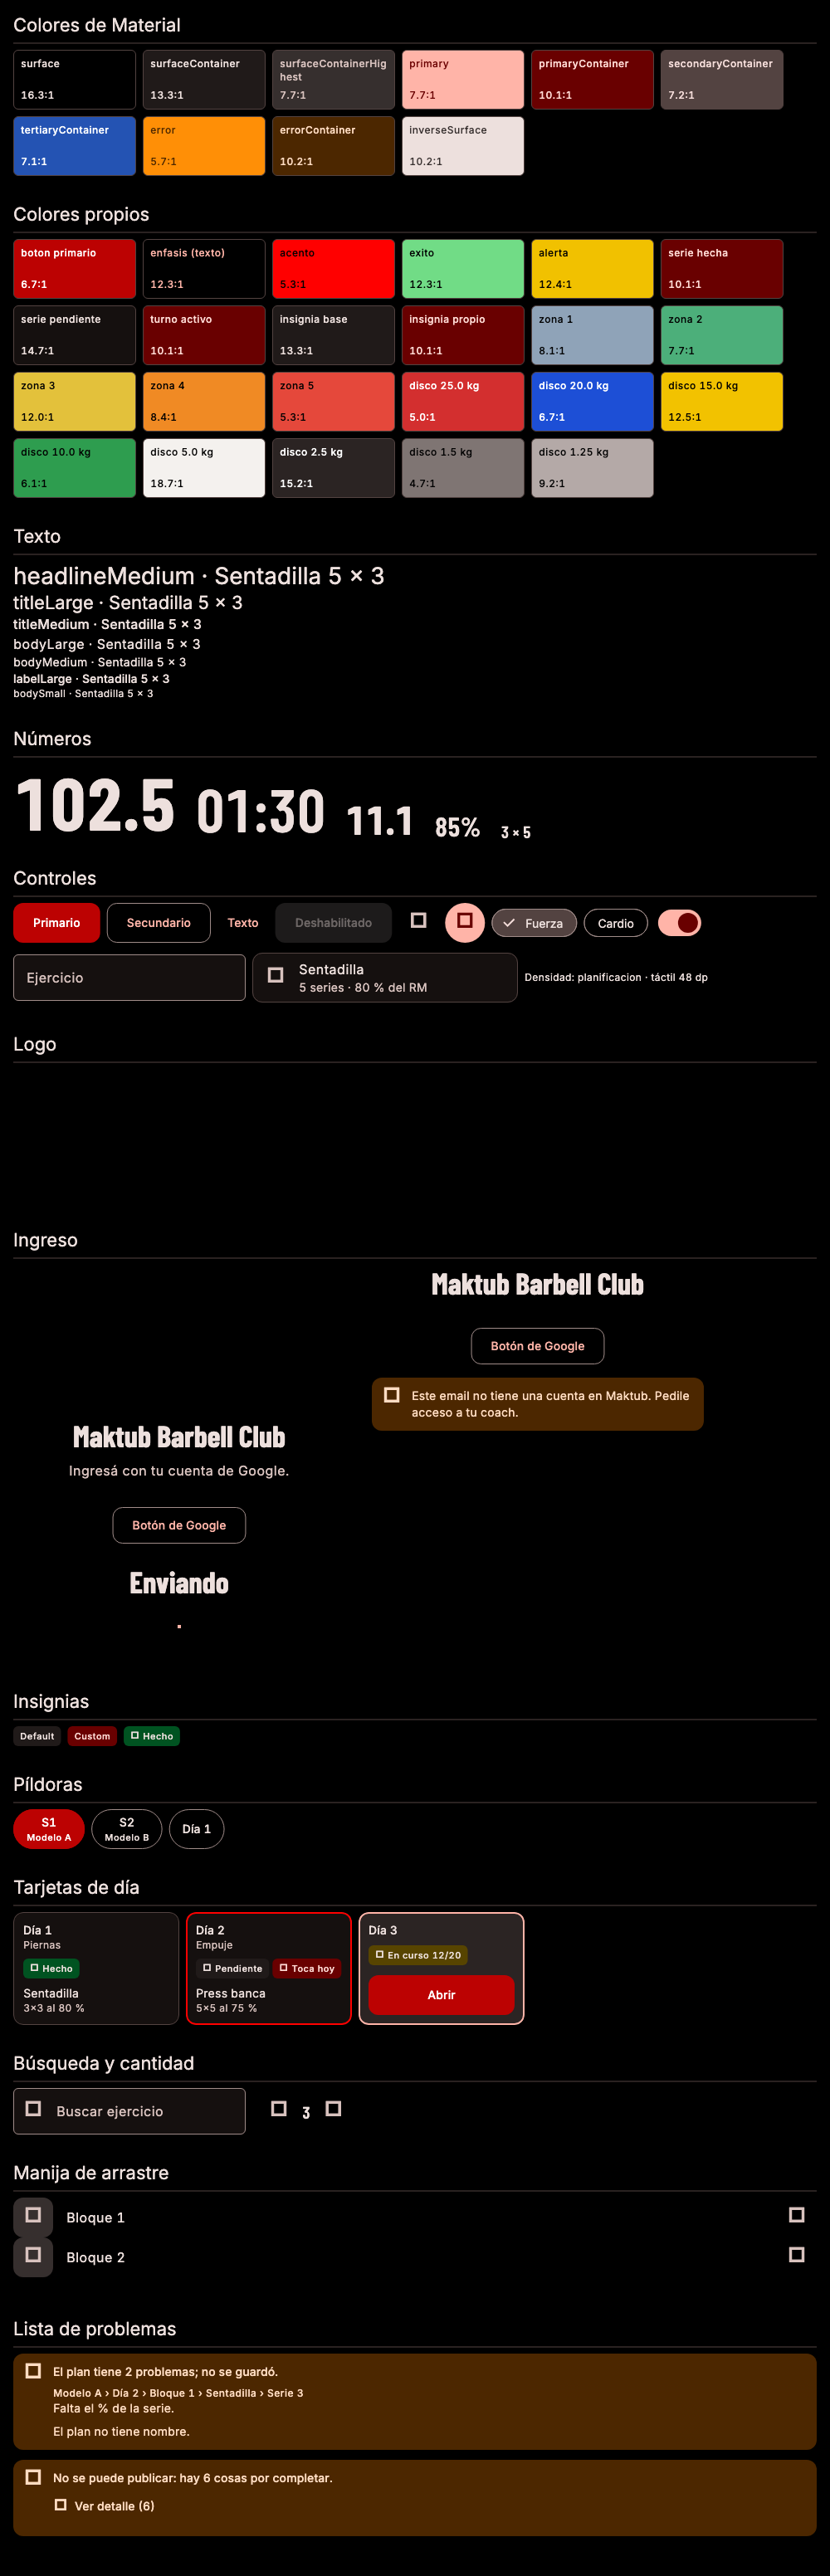 Colores de Material
surface
16.3:1
surfaceContainer
13.3:1
surfaceContainerHig
hest
7.7:1
primary
7.7:1
primaryContainer
10.1:1
secondaryContainer
7.2:1
tertiaryContainer
7.1:1
error
5.7:1
errorContainer
10.2:1
inverseSurface
10.2:1
Colores propios
boton primario
6.7:1
enfasis (texto)
12.3:1
acento
5.3:1
exito
12.3:1
alerta
12.4:1
serie hecha
10.1:1
serie pendiente
14.7:1
turno activo
10.1:1
insignia base
13.3:1
insignia propio
10.1:1
zona 1
8.1:1
zona 2
7.7:1
zona 3
12.0:1
zona 4
8.4:1
zona 5
5.3:1
disco 25.0 kg
5.0:1
disco 20.0 kg
6.7:1
disco 15.0 kg
12.5:1
disco 10.0 kg
6.1:1
disco 5.0 kg
18.7:1
disco 2.5 kg
15.2:1
disco 1.5 kg
4.7:1
disco 1.25 kg
9.2:1
Texto
headlineMedium · Sentadilla 5 × 3
titleLarge · Sentadilla 5 × 3
titleMedium · Sentadilla 5 × 3
bodyLarge · Sentadilla 5 × 3
bodyMedium · Sentadilla 5 × 3
labelLarge · Sentadilla 5 × 3
bodySmall · Sentadilla 5 × 3
Números
102.5 01:30 11.1 85% 3 × 5
Controles
Primario Secundario Texto Deshabilitado Fuerza Cardio
Ejercicio
Sentadilla
5 series · 80 % del RM
Densidad: planificacion · táctil 48 dp
Logo
Ingreso
Maktub Barbell Club
Botón de Google
Este email no tiene una cuenta en Maktub. Pedile
acceso a tu coach.
Maktub Barbell Club
Ingresá con tu cuenta de Google.
Botón de Google
Enviando
Insignias
Default Custom Hecho
Píldoras
S1
Modelo A
S2
Modelo B
Día 1
Tarjetas de día
Día 1
Piernas
Hecho
Sentadilla
3×3 al 80 %
Día 2
Empuje
Pendiente Toca hoy
Press banca
5×5 al 75 %
Día 3
En curso 12/20
Abrir
Búsqueda y cantidad
Buscar ejercicio 3
Manija de arrastre
Bloque 1
Bloque 2
Lista de problemas
El plan tiene 2 problemas; no se guardó.
Modelo A › Día 2 › Bloque 1 › Sentadilla › Serie 3
Falta el % de la serie.
El plan no tiene nombre.
No se puede publicar: hay 6 cosas por completar.
Ver detalle (6)